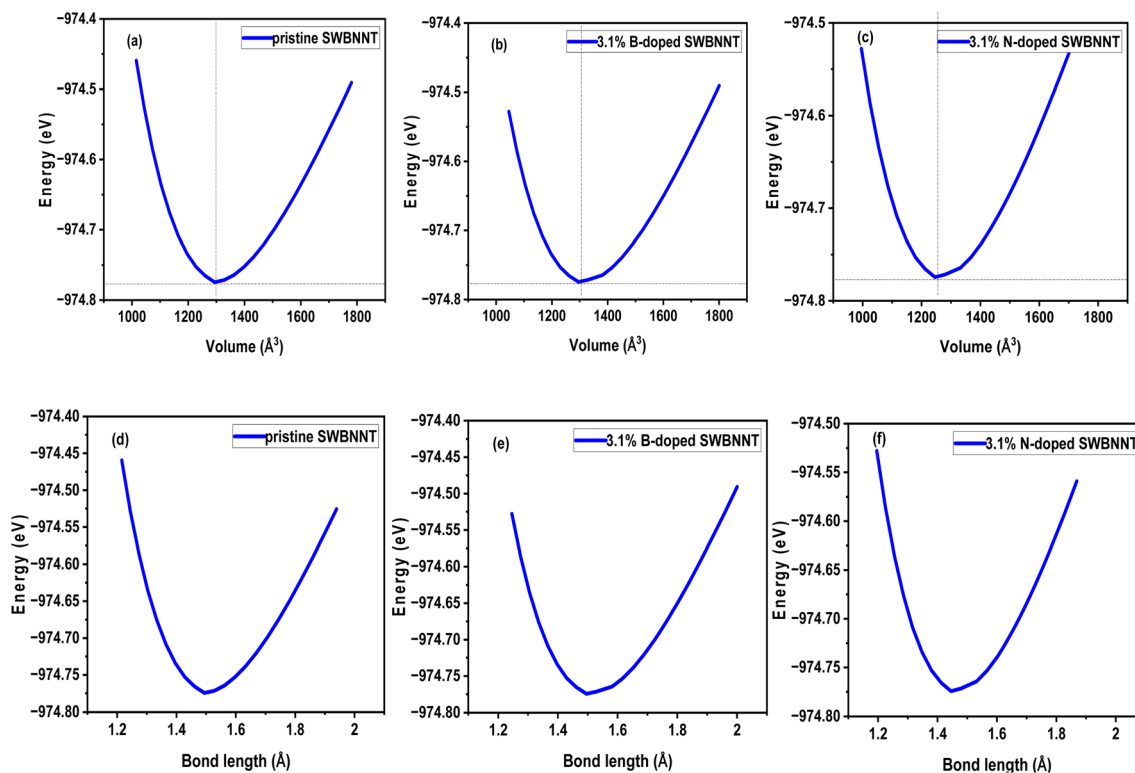 (a)
pristine SWBNNT
−974.4
−974.5
−974.6
−974.7
−974.8
Energy (eV)
1000 1200 1400 1600 1800
Volume (Å³)
(b)
3.1% B-doped SWBNNT
−974.4
−974.5
−974.6
−974.7
−974.8
Energy (eV)
1000 1200 1400 1600 1800
Volume (Å³)
(c)
3.1% N-doped SWBNNT
−974.5
−974.6
−974.7
−974.8
Energy (eV)
1000 1200 1400 1600 1800
Volume (Å³)
(d)
pristine SWBNNT
−974.40
−974.45
−974.50
−974.55
−974.60
−974.65
−974.70
−974.75
−974.80
Energy (eV)
1.2 1.4 1.6 1.8 2
Bond length (Å)
(e)
3.1% B-doped SWBNNT
−974.40
−974.45
−974.50
−974.55
−974.60
−974.65
−974.70
−974.75
−974.80
Energy (eV)
1.2 1.4 1.6 1.8 2
Bond length (Å)
(f)
3.1% N-doped SWBNNT
−974.50
−974.55
−974.60
−974.65
−974.70
−974.75
−974.80
Energy (eV)
1.2 1.4 1.6 1.8 2
Bond length (Å)